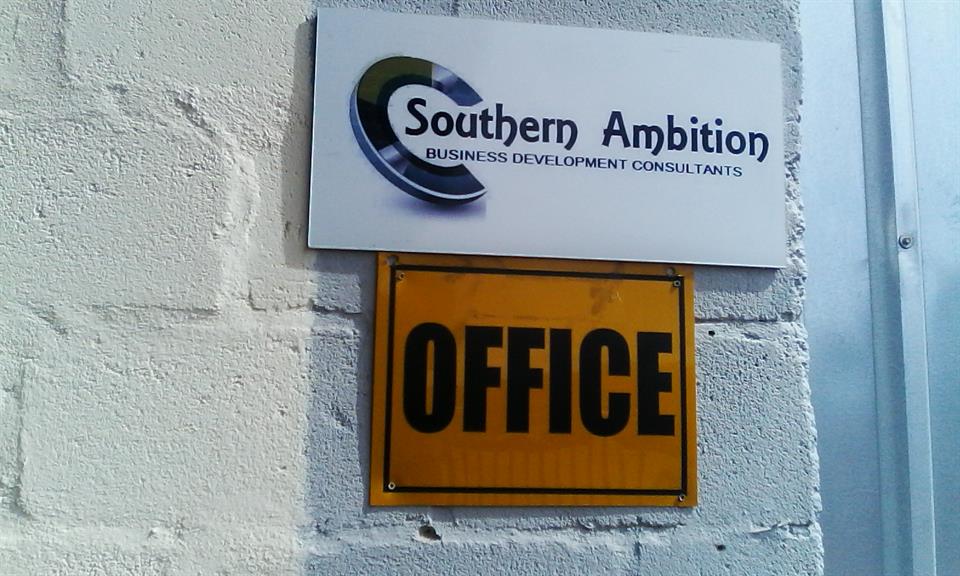 Southern Ambition
BUSINESS DEVELOPMENT CONSULTANTS
OFFICE